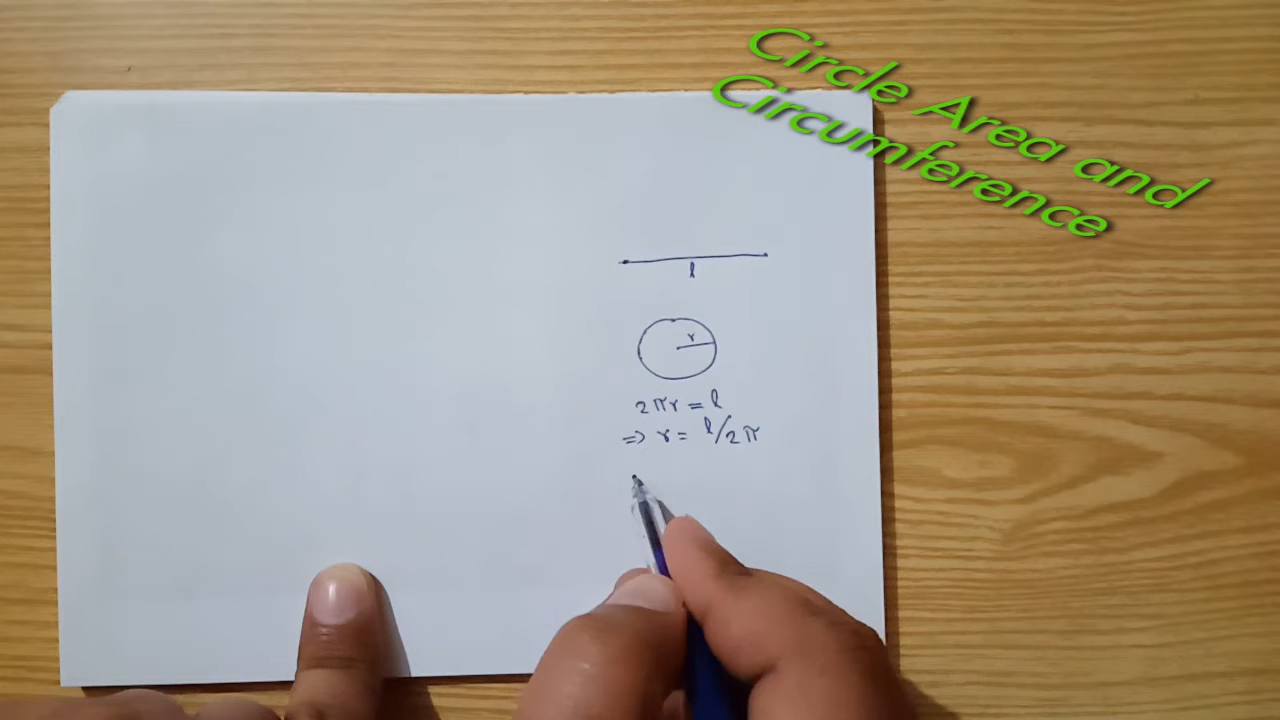 Circle Area and
Circumference
l
r
2πr = l
⇒ r = l/2π